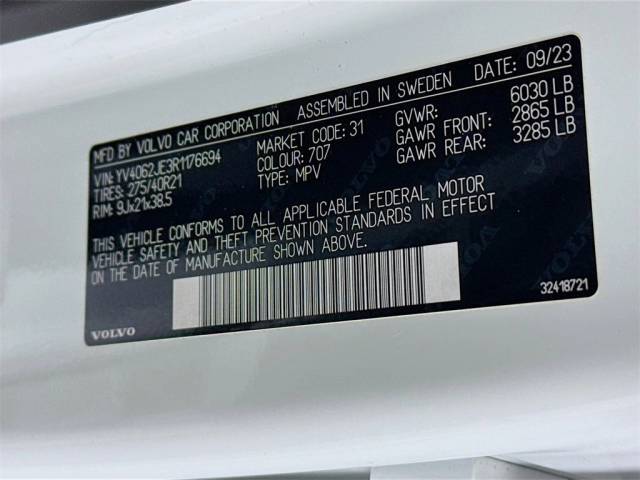 MFD BY VOLVO CAR CORPORATION ASSEMBLED IN SWEDEN DATE: 09/23
VIN: YV4062JE3R1176694 MARKET CODE: 31 GVWR: 6030 LB
TIRES: 275/40R21 COLOUR: 707 GAWR FRONT: 2865 LB
RIM: 9Jx21x38.5 TYPE: MPV GAWR REAR: 3285 LB
THIS VEHICLE CONFORMS TO ALL APPLICABLE FEDERAL MOTOR
VEHICLE SAFETY AND THEFT PREVENTION STANDARDS IN EFFECT
ON THE DATE OF MANUFACTURE SHOWN ABOVE.
32418721
VOLVO